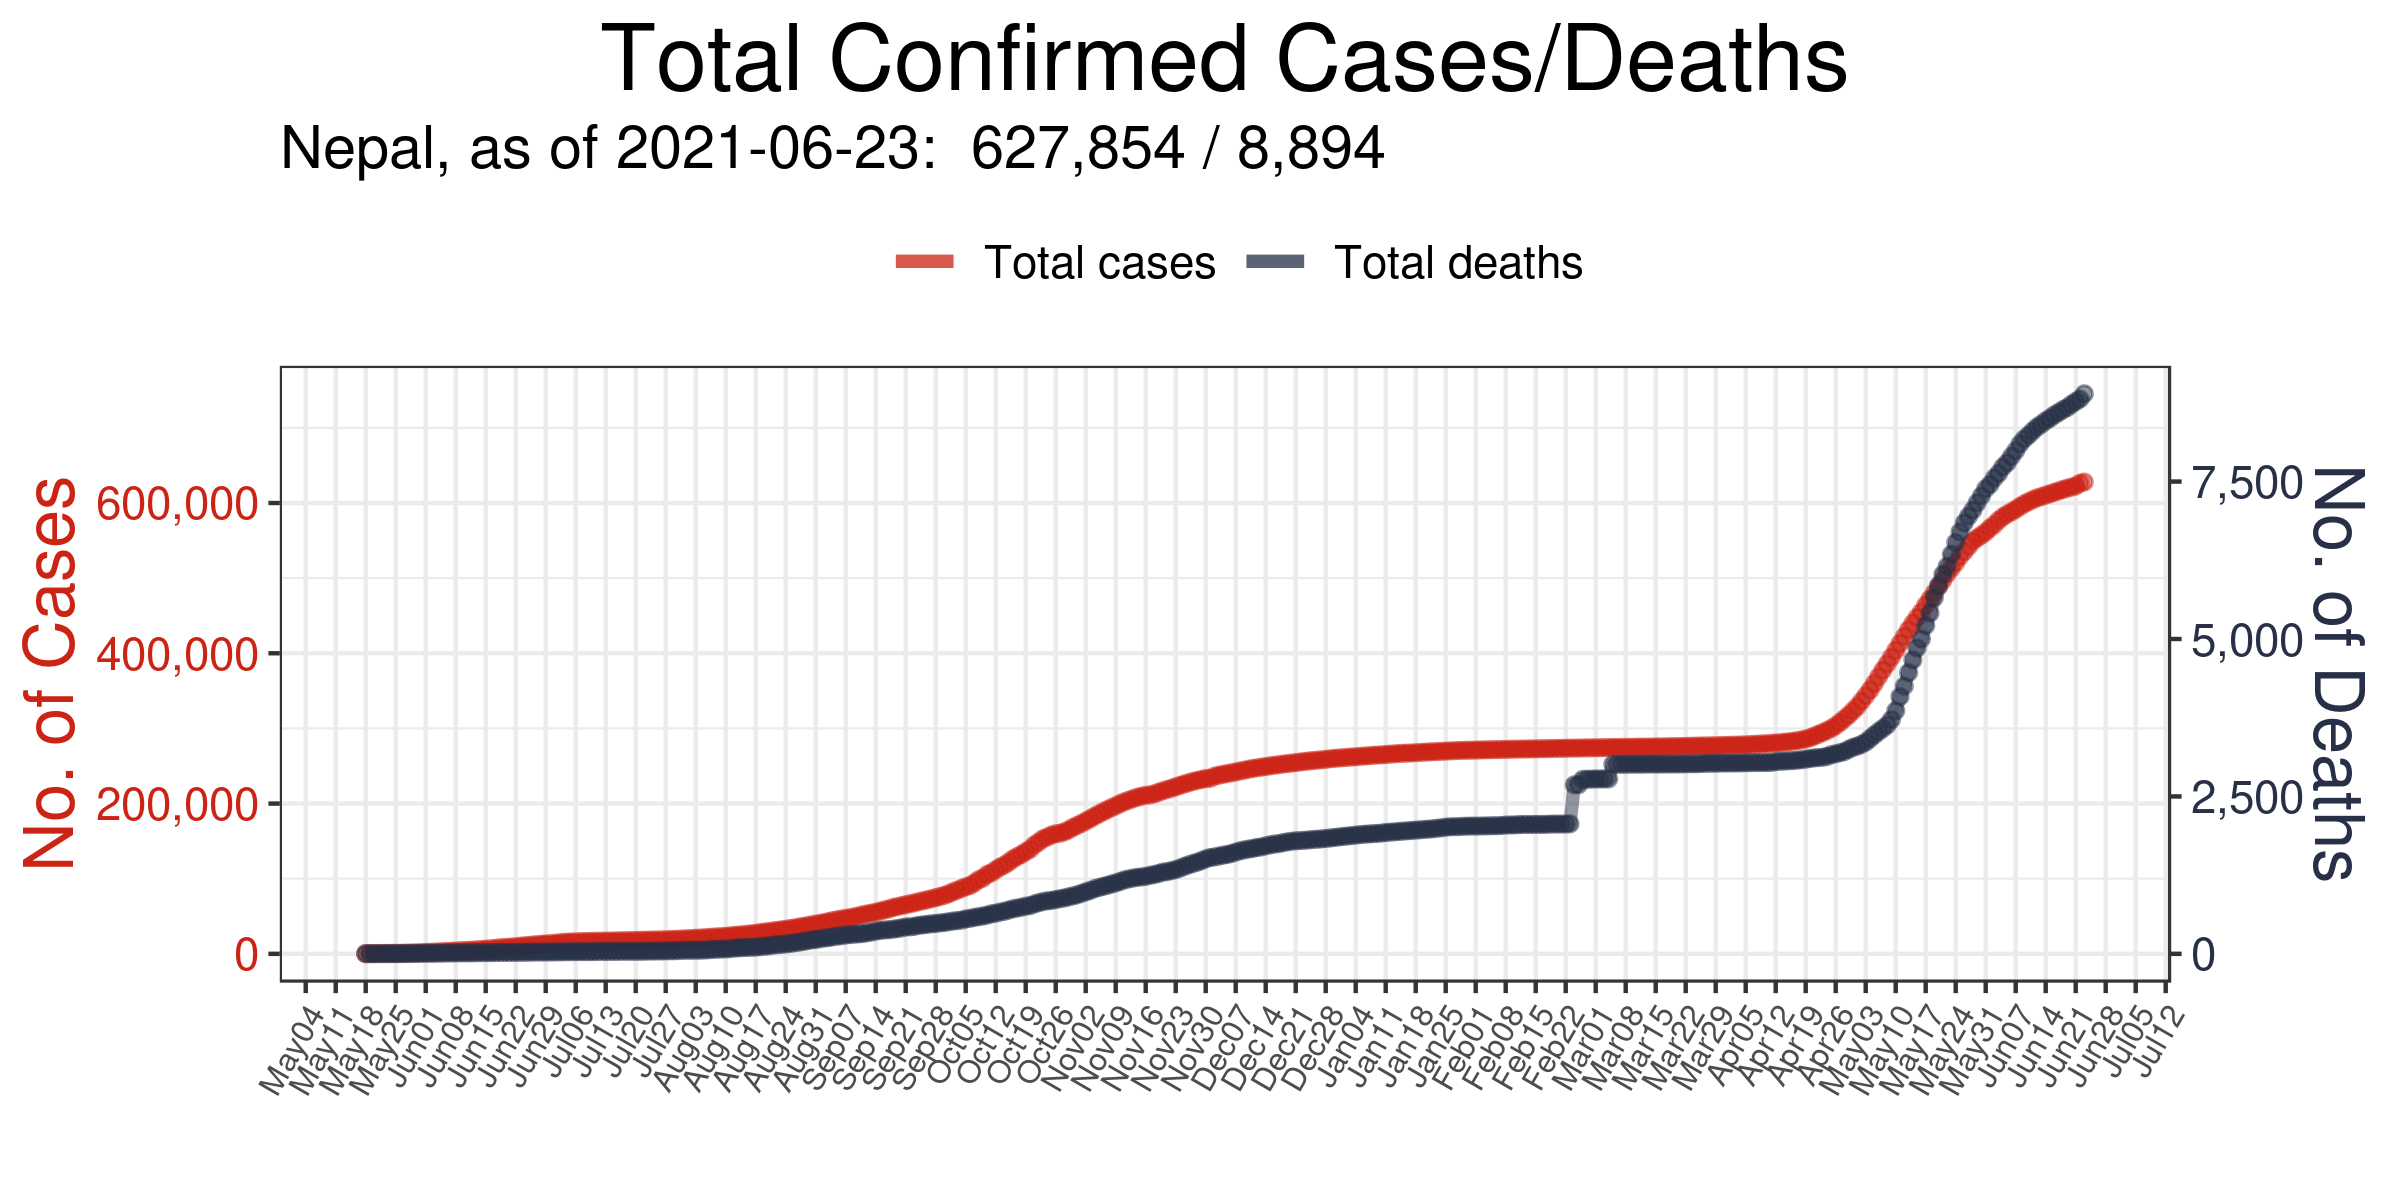 Total Confirmed Cases/Deaths
Nepal, as of 2021-06-23: 627,854 / 8,894
Total cases
Total deaths
No. of Cases
600,000
400,000
200,000
0
7,500
5,000
2,500
0
No. of Deaths
May04
May11
May18
May25
Jun01
Jun08
Jun15
Jun22
Jun29
Jul06
Jul13
Jul20
Jul27
Aug03
Aug10
Aug17
Aug24
Aug31
Sep07
Sep14
Sep21
Sep28
Oct05
Oct12
Oct19
Oct26
Nov02
Nov09
Nov16
Nov23
Nov30
Dec07
Dec14
Dec21
Dec28
Jan04
Jan11
Jan18
Jan25
Feb01
Feb08
Feb15
Feb22
Mar01
Mar08
Mar15
Mar22
Mar29
Apr05
Apr12
Apr19
Apr26
May03
May10
May17
May24
May31
Jun07
Jun14
Jun21
Jun28
Jul05
Jul12